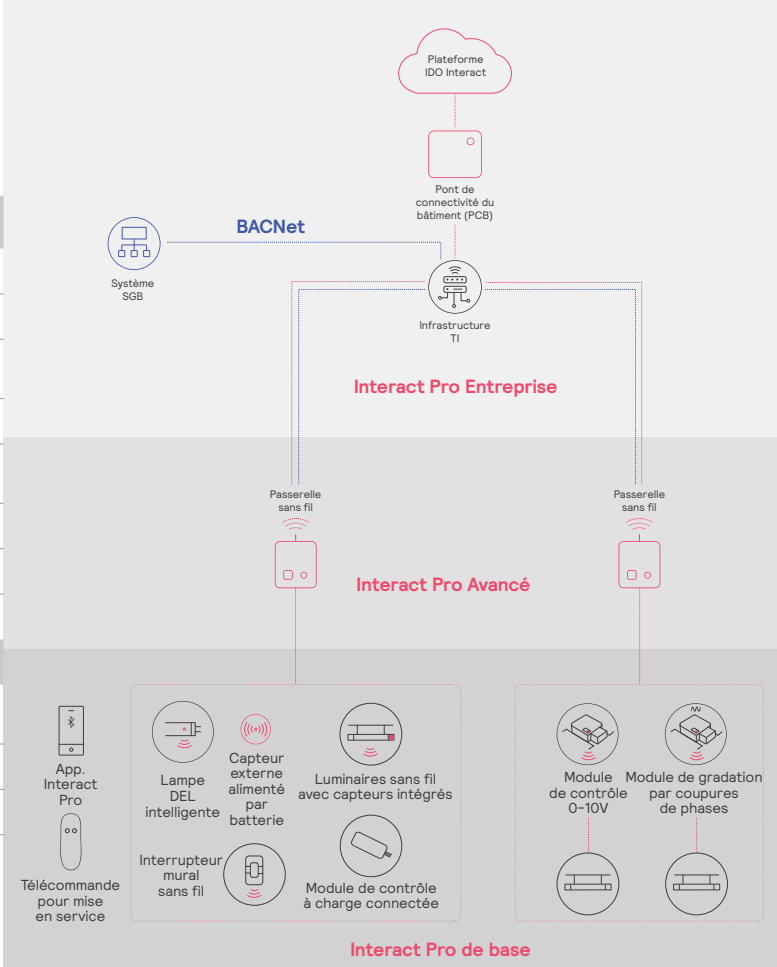 Plateforme
IDO Interact
Pont de
connectivité du
bâtiment (PCB)
BACNet
Système
SGB
Infrastructure
TI
Interact Pro Entreprise
Passerelle
sans fil
Passerelle
sans fil
Interact Pro Avancé
App.
Interact
Pro
Télécommande
pour mise
en service
Lampe
DEL
intelligente
Capteur
externe
alimenté
par
batterie
Luminaires sans fil
avec capteurs intégrés
Interrupteur
mural
sans fil
Module de contrôle
à charge connectée
Module
de contrôle
0-10V
Module de gradation
par coupures
de phases
Interact Pro de base